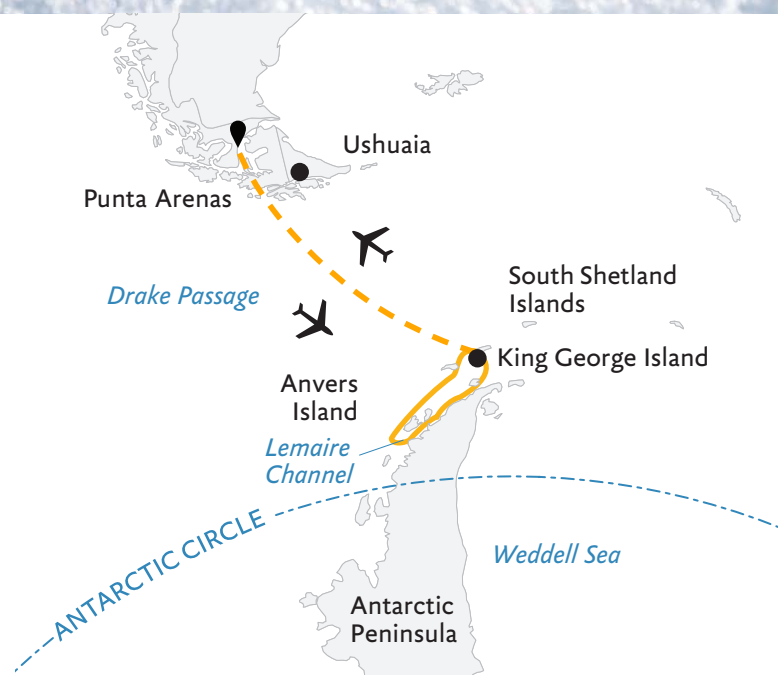 Ushuaia
Punta Arenas
Drake Passage
South Shetland
Islands
King George Island
Anvers
Island
Lemaire
Channel
ANTARCTIC CIRCLE
Weddell Sea
Antarctic
Peninsula